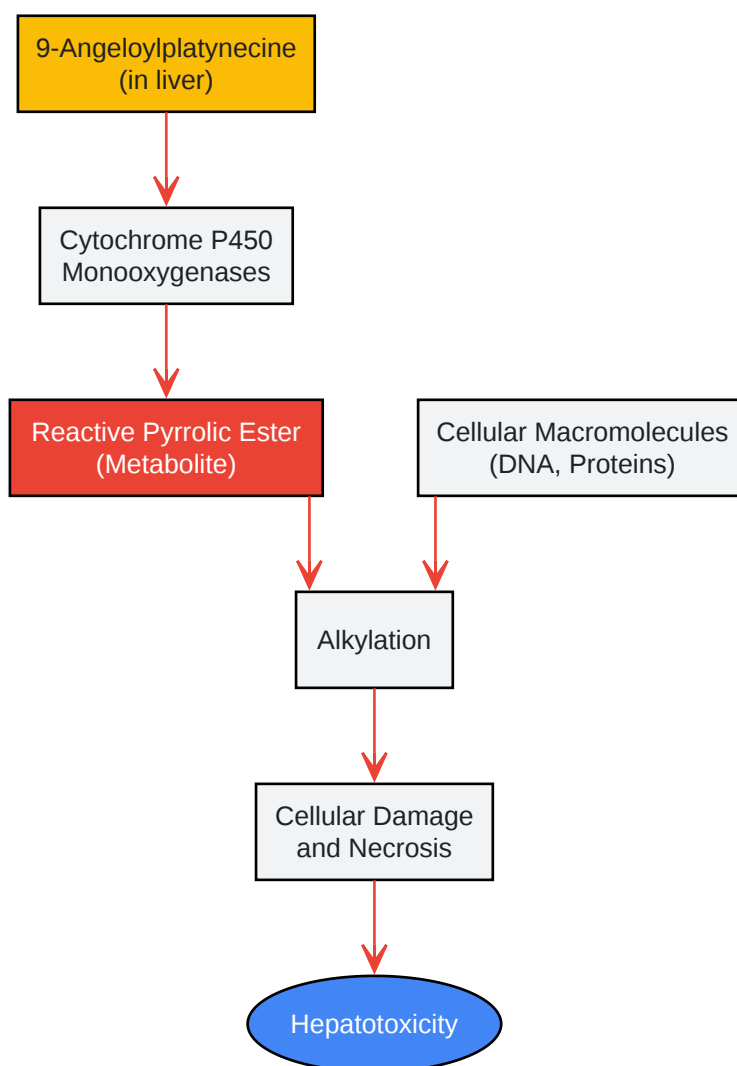 9-Angeloylplatynecine
(in liver)
Cytochrome P450
Monooxygenases
Reactive Pyrrolic Ester
(Metabolite)
Cellular Macromolecules
(DNA, Proteins)
Alkylation
Cellular Damage
and Necrosis
Hepatotoxicity